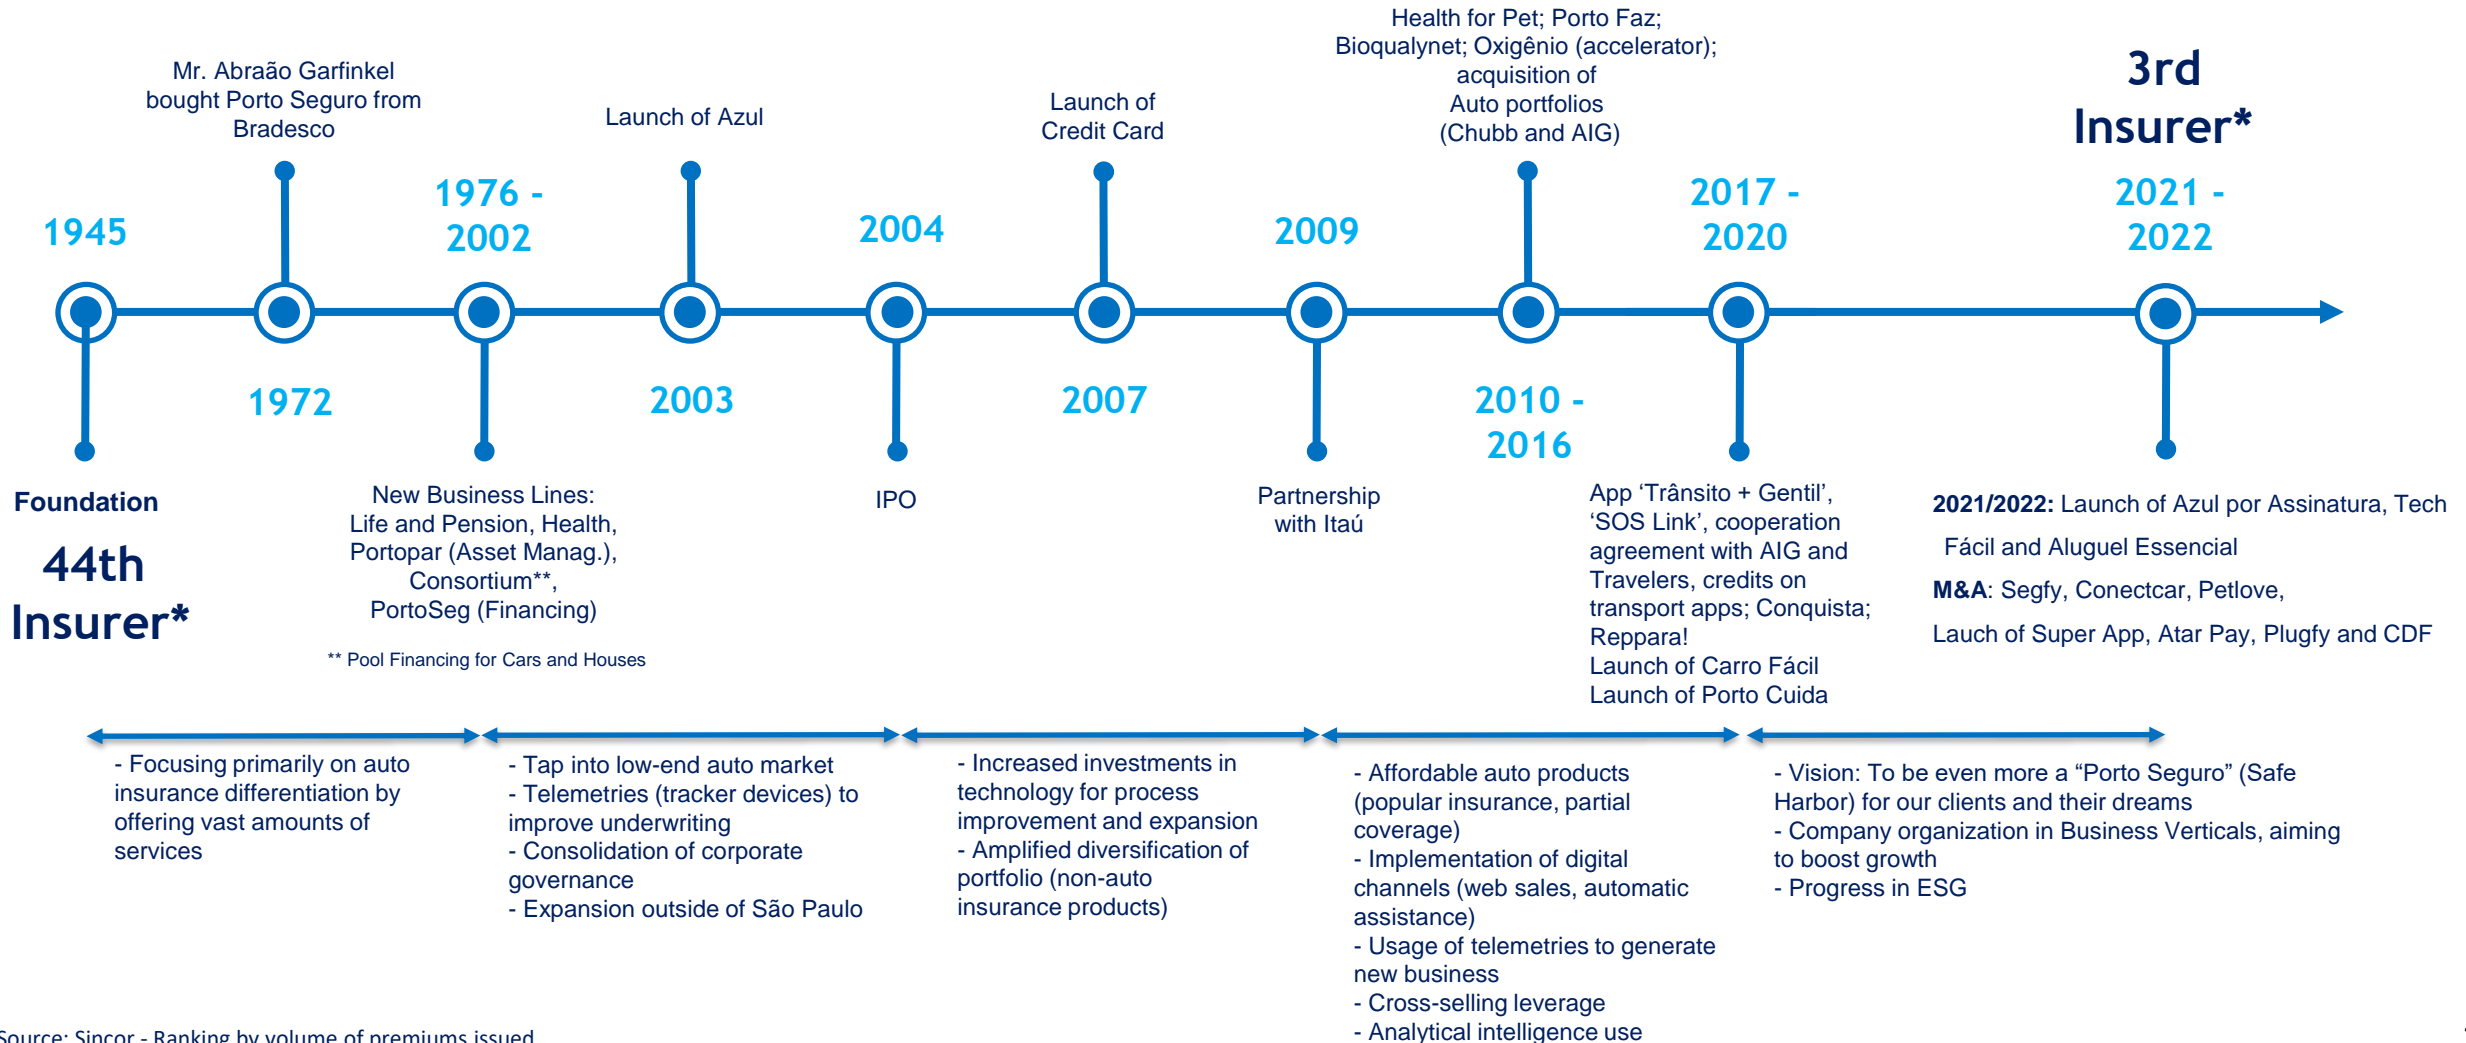 Mr. Abraão Garfinkel
bought Porto Seguro from
Bradesco
Launch of Azul
Launch of
Credit Card
Health for Pet; Porto Faz;
Bioqualynet; Oxigênio (accelerator);
acquisition of
Auto portfolios
(Chubb and AIG)
3rd
Insurer*
1945
1976 -
2002
2004
2009
2017 -
2020
2021 -
2022
1972
2003
2007
2010 -
2016
Foundation
44th
Insurer*
New Business Lines:
Life and Pension, Health,
Portopar (Asset Manag.),
Consortium**,
PortoSeg (Financing)
** Pool Financing for Cars and Houses
IPO
Partnership
with Itaú
App ‘Trânsito + Gentil’,
‘SOS Link’, cooperation
agreement with AIG and
Travelers, credits on
transport apps; Conquista;
Reppara!
Launch of Carro Fácil
Launch of Porto Cuida
2021/2022: Launch of Azul por Assinatura, Tech
Fácil and Aluguel Essencial
M&A: Segfy, Conectcar, Petlove,
Lauch of Super App, Atar Pay, Plugfy and CDF
- Focusing primarily on auto
insurance differentiation by
offering vast amounts of
services
- Tap into low-end auto market
- Telemetries (tracker devices) to
improve underwriting
- Consolidation of corporate
governance
- Expansion outside of São Paulo
- Increased investments in
technology for process
improvement and expansion
- Amplified diversification of
portfolio (non-auto
insurance products)
- Affordable auto products
(popular insurance, partial
coverage)
- Implementation of digital
channels (web sales, automatic
assistance)
- Usage of telemetries to generate
new business
- Cross-selling leverage
- Analytical intelligence use
- Vision: To be even more a “Porto Seguro” (Safe
Harbor) for our clients and their dreams
- Company organization in Business Verticals, aiming
to boost growth
- Progress in ESG
Source: Sincor - Ranking by volume of premiums issued